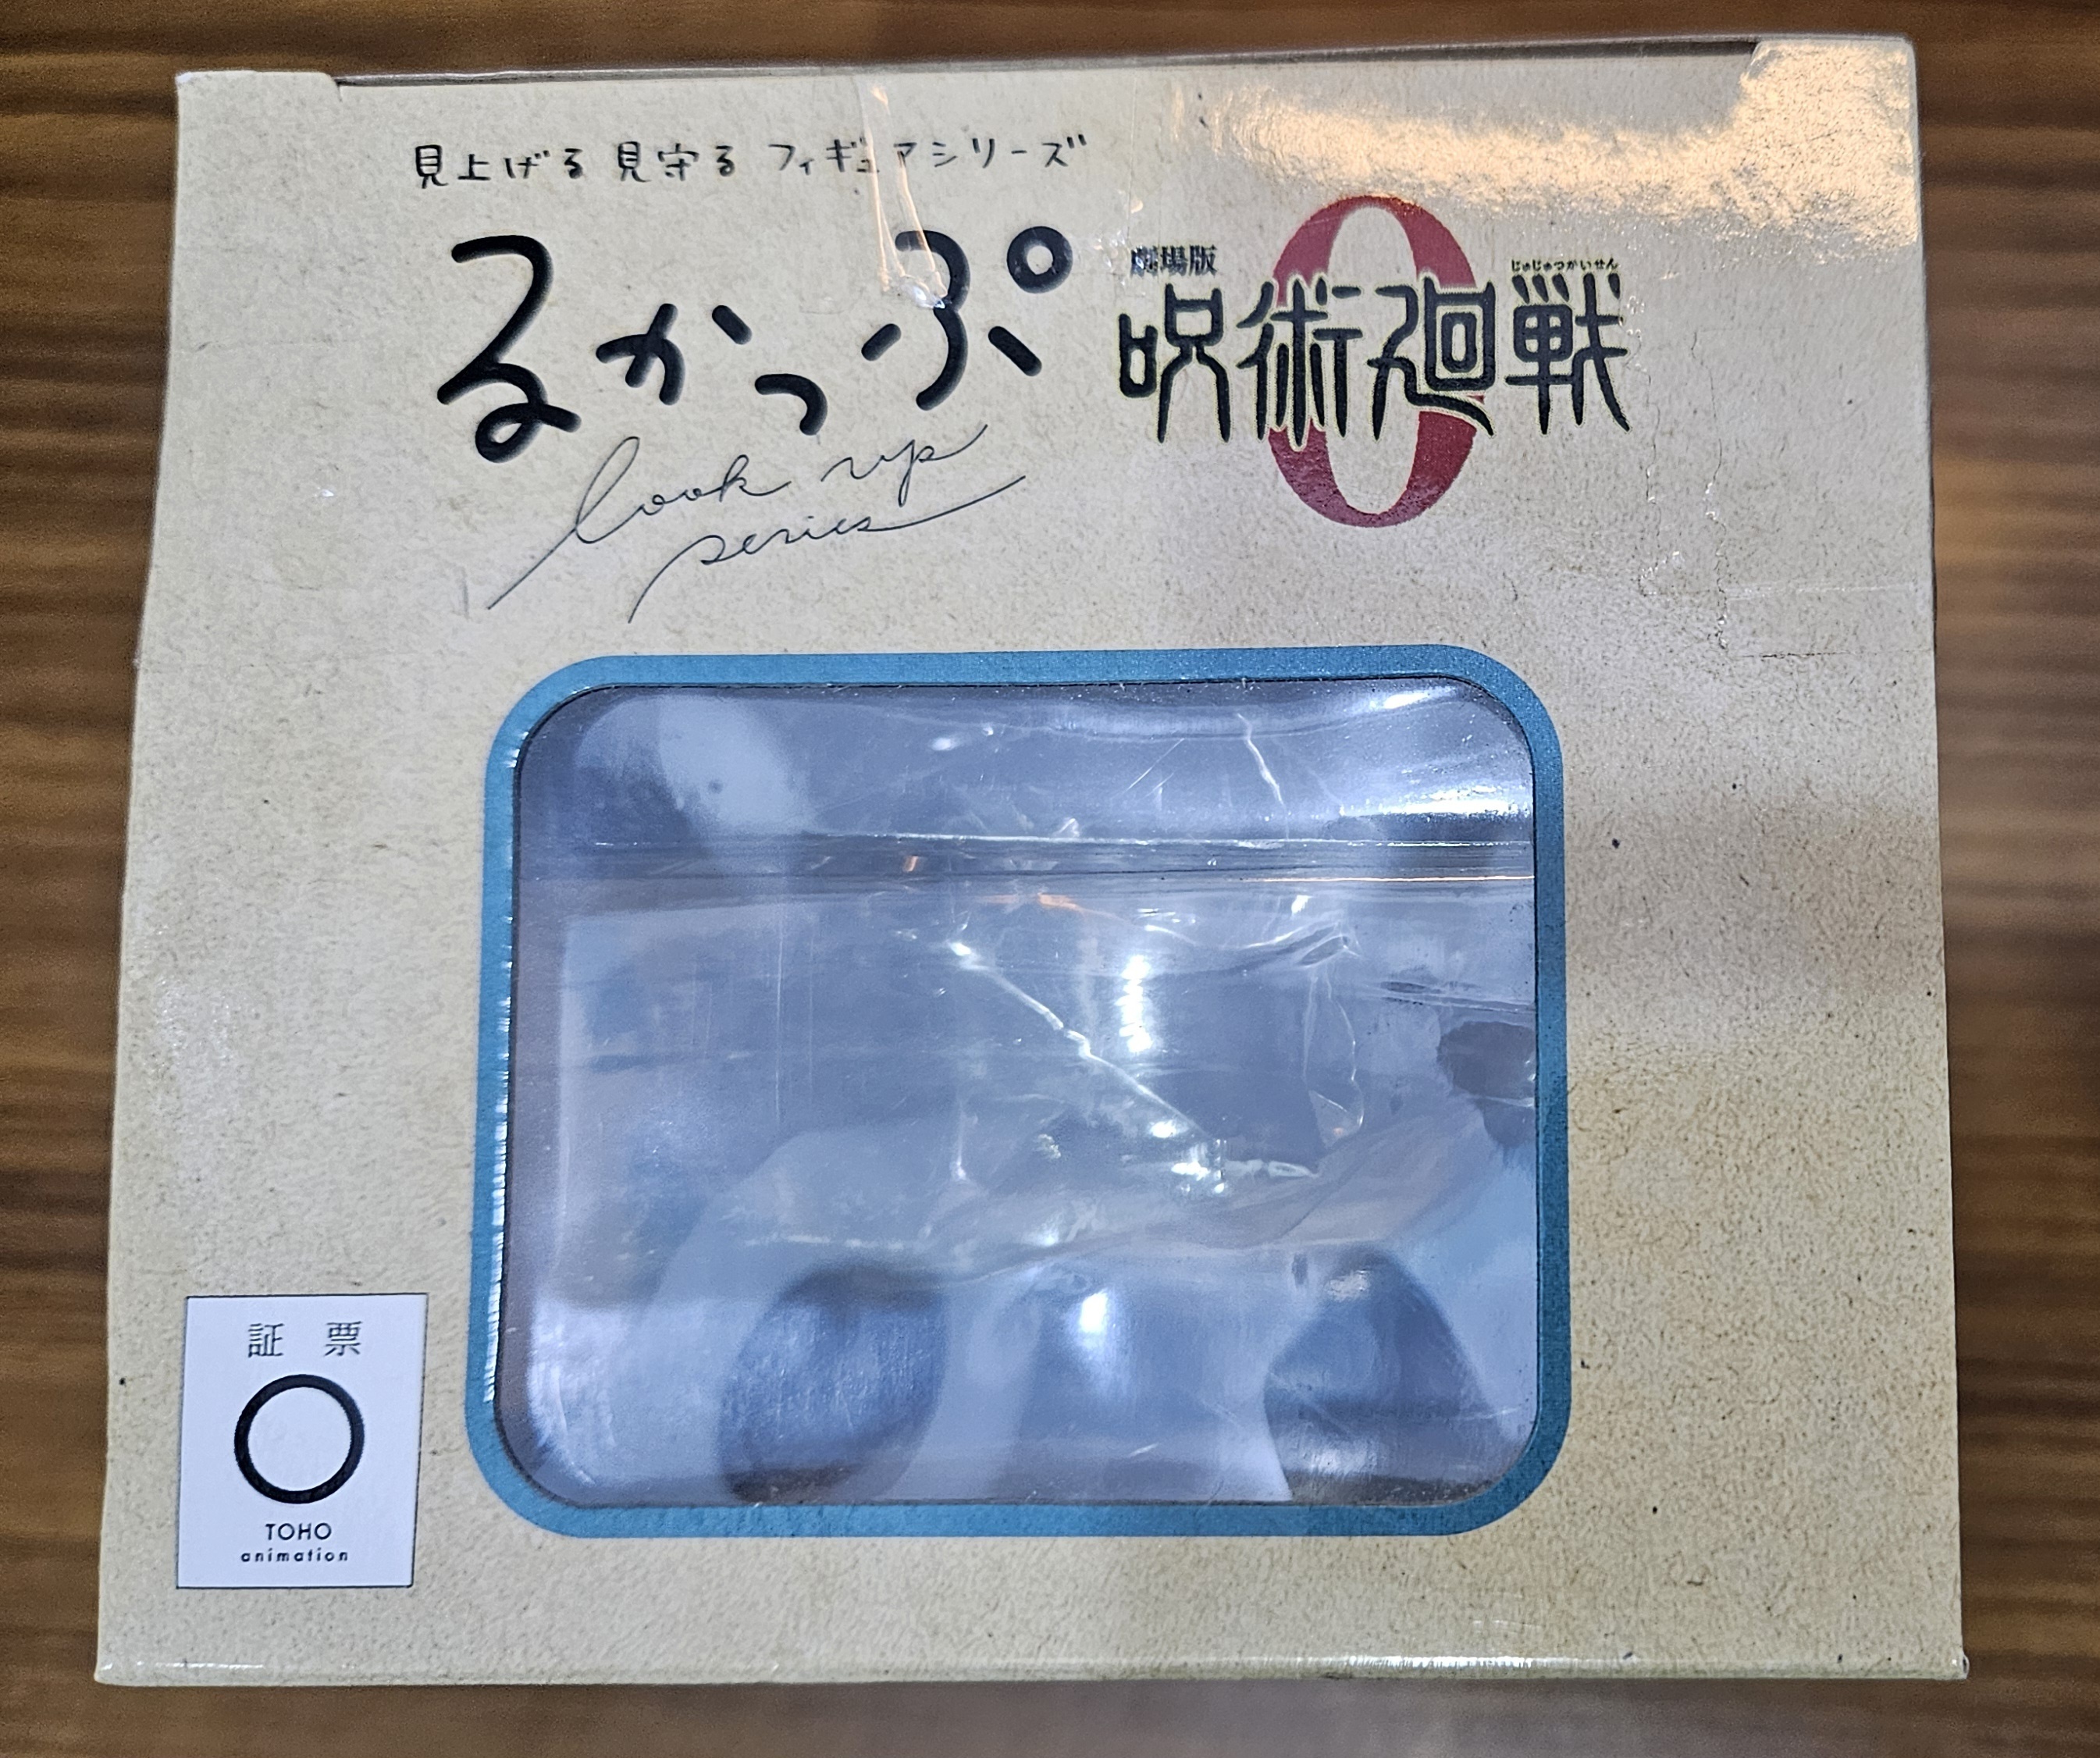 見上げる 見守る フィギュアシリーズ
るかっぷ
look up
series
劇場版
じゅじゅつかいせん
呪術廻戦
0
証 票
TOHO
animation